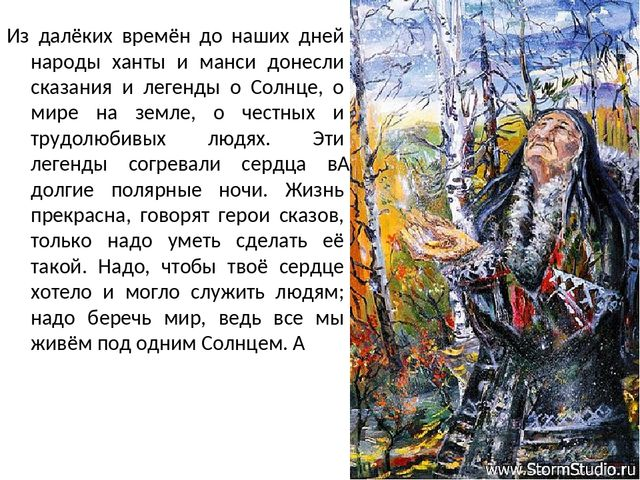 Из далёких времён до наших дней
народы ханты и манси донесли
сказания и легенды о Солнце, о
мире на земле, о честных и
трудолюбивых людях. Эти
легенды согревали сердца вА
долгие полярные ночи. Жизнь
прекрасна, говорят герои сказов,
только надо уметь сделать её
такой. Надо, чтобы твоё сердце
хотело и могло служить людям;
надо беречь мир, ведь все мы
живём под одним Солнцем. А
www.StormStudio.ru